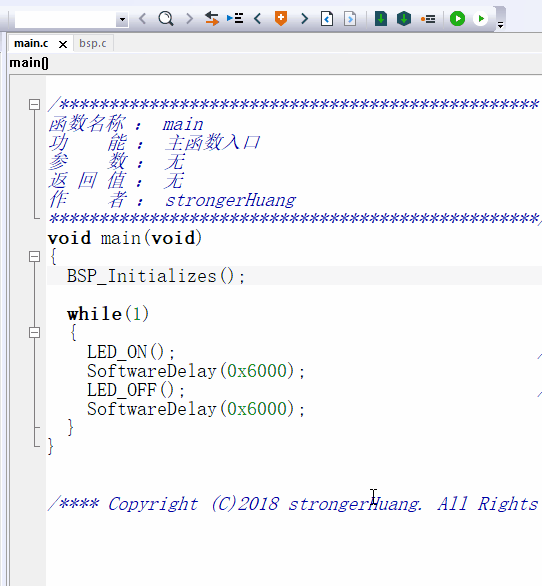 main.c
bsp.c
main()
/************************************************
函数名称 ： main
功      能 ： 主函数入口
参      数 ： 无
返 回 值 ： 无
作      者 ： strongerHuang
*************************************************/
void main(void)
{
  BSP_Initializes();
  while(1)
  {
    LED_ON();
    SoftwareDelay(0x6000);
    LED_OFF();
    SoftwareDelay(0x6000);
  }
}
/**** Copyright (C)2018 strongerHuang. All Rights